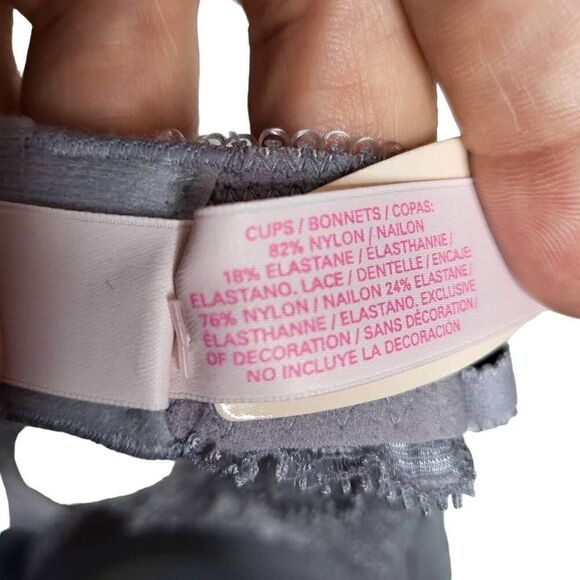 CUPS / BONNETS / COPAS:
82% NYLON / NAILON
18% ELASTANE / ÉLASTHANNE /
ELASTANO. LACE / DENTELLE / ENCAJE:
76% NYLON / NAILON 24% ELASTANE /
ÉLASTHANNE / ELASTANO. EXCLUSIVE
OF DECORATION / SANS DÉCORATION /
NO INCLUYE LA DECORACIÓN